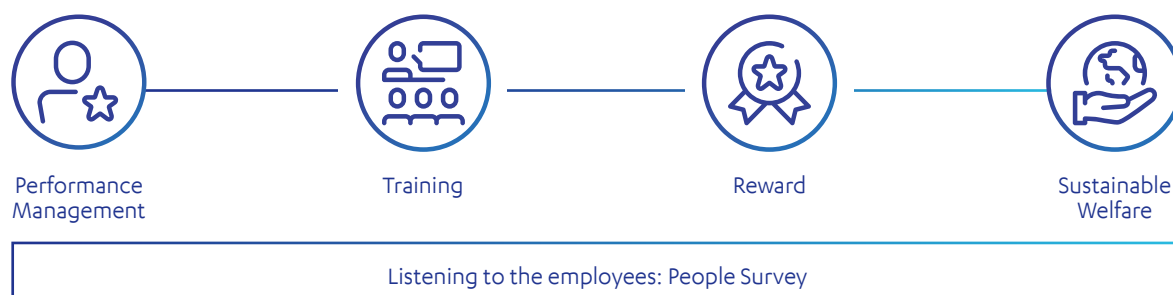 Performance
Management
Training
Reward
Sustainable
Welfare
Listening to the employees: People Survey